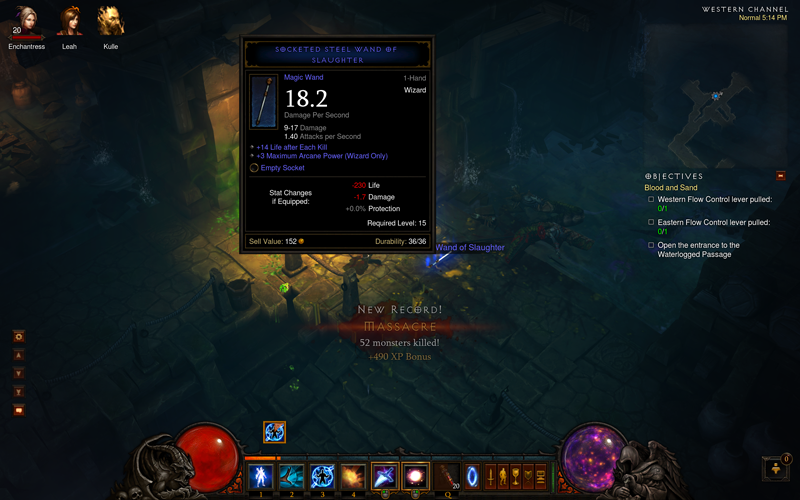 WESTERN CHANNEL
Normal 5:14 PM
20
Enchantress
Leah
Kulle
SOCKETED STEEL WAND OF
SLAUGHTER
Magic Wand
1-Hand
Wizard
18.2
Damage Per Second
9-17 Damage
1.40 Attacks per Second
+14 Life after Each Kill
+3 Maximum Arcane Power (Wizard Only)
Empty Socket
Stat Changes
if Equipped:
-230 Life
-1.7 Damage
+0.0% Protection
Required Level: 15
Sell Value: 152
Durability: 36/36
Wand of Slaughter
OBJECTIVES
Blood and Sand
Western Flow Control lever pulled:
0/1
Eastern Flow Control lever pulled:
0/1
Open the entrance to the
Waterlogged Passage
NEW RECORD!
MASSACRE
52 monsters killed!
+490 XP Bonus
1
2
3
4
20
Q
0